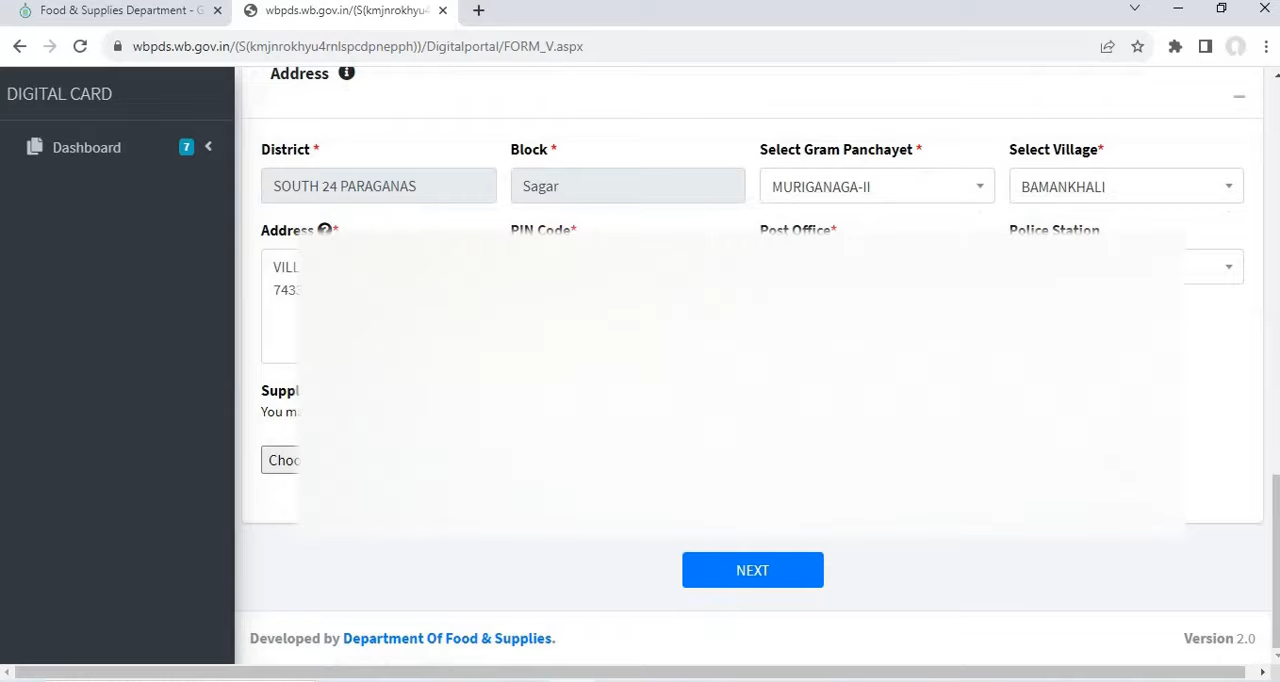 Food & Supplies Department - G
wbpds.wb.gov.in/(S(kmjnrokhyu4
wbpds.wb.gov.in/(S(kmjnrokhyu4rnlspcdpnepph))/Digitalportal/FORM_V.aspx
DIGITAL CARD
Address
Dashboard 7
District * Block * Select Gram Panchayet * Select Village*
SOUTH 24 PARAGANAS Sagar MURIGANAGA-II BAMANKHALI
Address * PIN Code* Post Office* Police Station
VILL
743
Suppl
You m
Choo
NEXT
Developed by Department Of Food & Supplies. Version 2.0